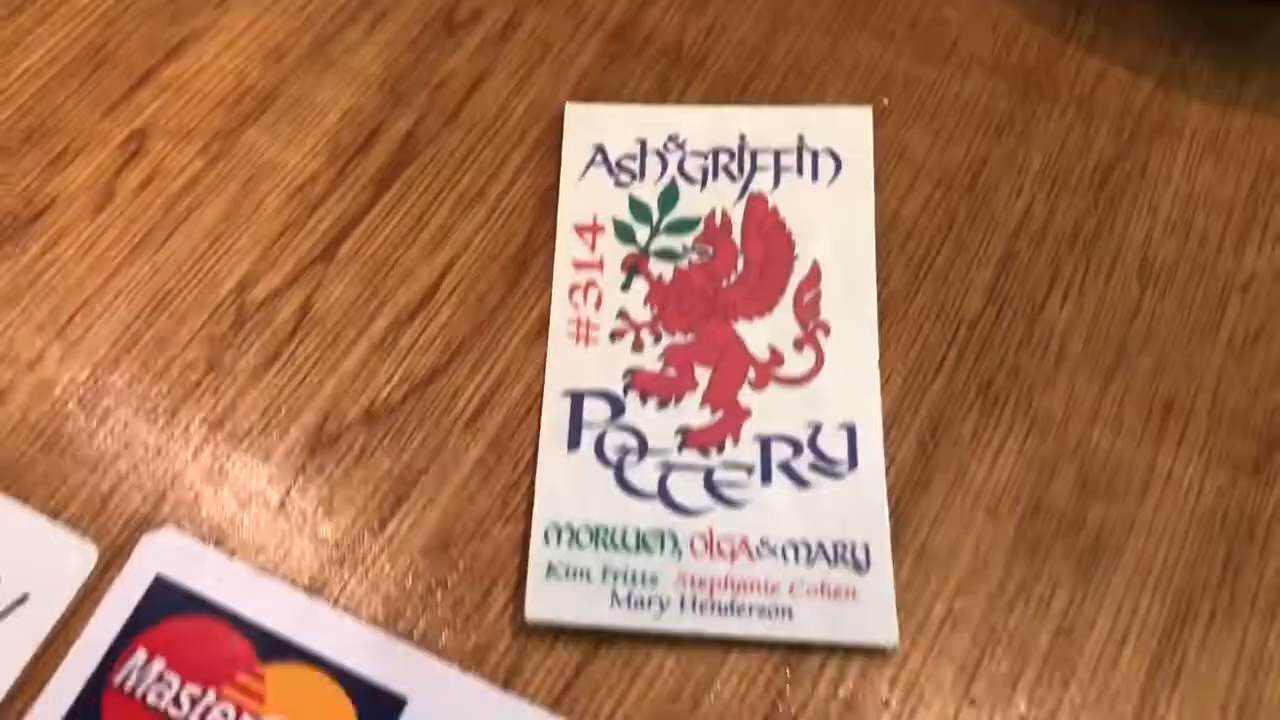 Ash & Griffin
#314
Pottery
Morwen, Olga & Mary
Kim Fritts Stephanie Cohen
Mary Henderson
Master